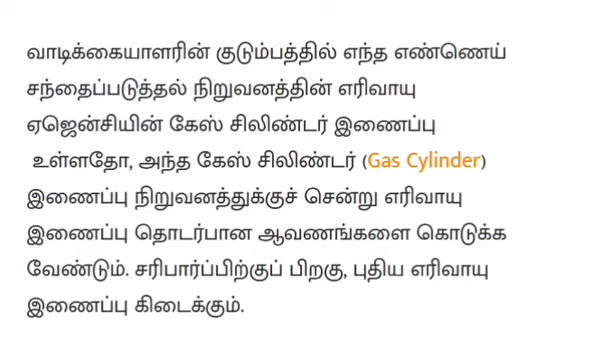 வாடிக்கையாளரின் குடும்பத்தில் எந்த எண்ணெய்
சந்தைப்படுத்தல் நிறுவனத்தின் எரிவாயு
ஏஜென்சியின் கேஸ் சிலிண்டர் இணைப்பு
உள்ளதோ, அந்த கேஸ் சிலிண்டர் (Gas Cylinder)
இணைப்பு நிறுவனத்துக்குச் சென்று எரிவாயு
இணைப்பு தொடர்பான ஆவணங்களை கொடுக்க
வேண்டும். சரிபார்ப்பிற்குப் பிறகு, புதிய எரிவாயு
இணைப்பு கிடைக்கும்.